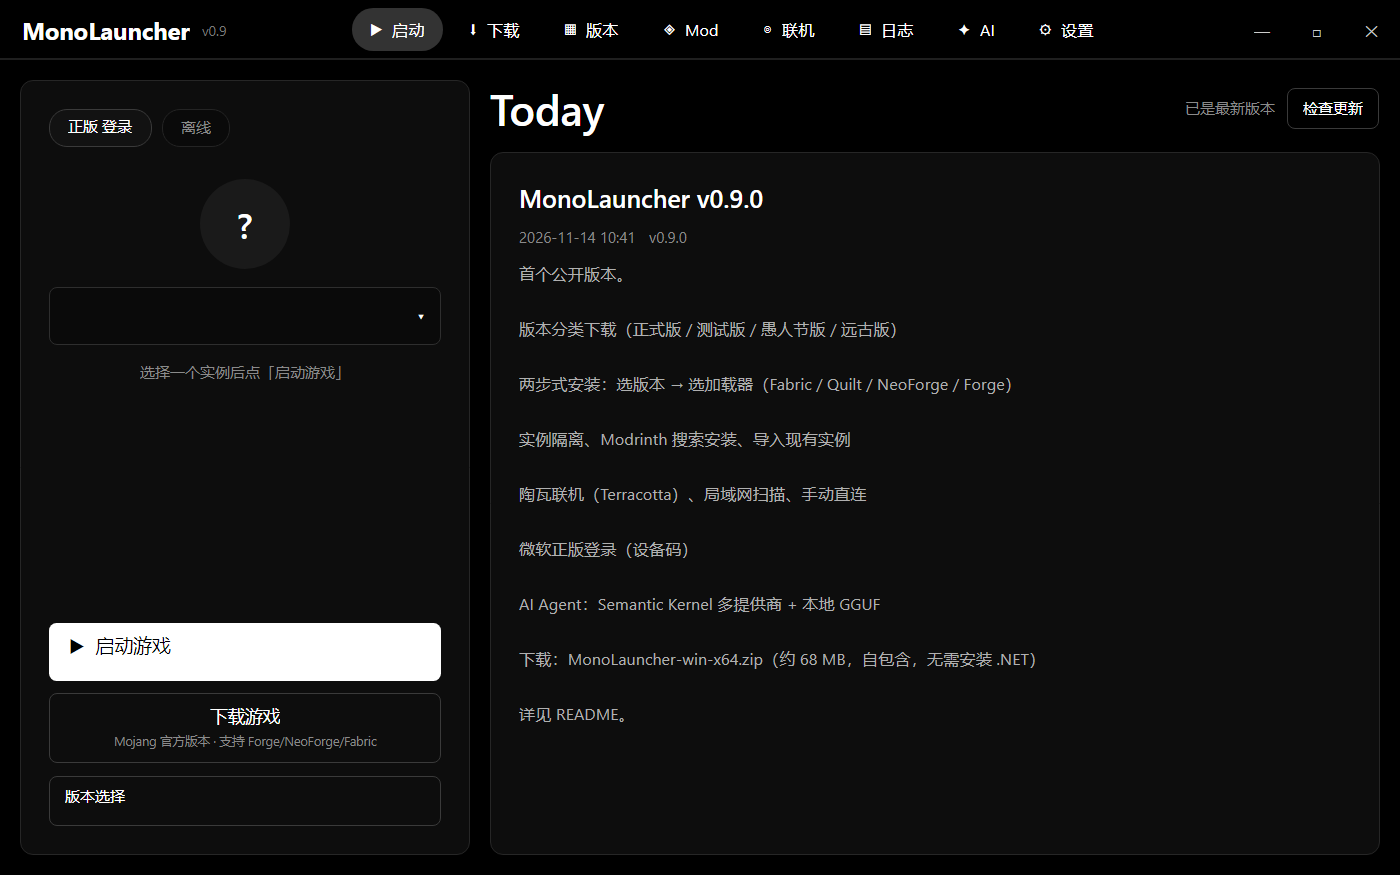 MonoLauncher v0.9
▶ 启动
⬇ 下载
▦ 版本
◈ Mod
⊚ 联机
▤ 日志
✦ AI
⚙ 设置
正版 登录
离线
?
选择一个实例后点「启动游戏」
▶ 启动游戏
下载游戏
Mojang 官方版本 · 支持 Forge/NeoForge/Fabric
版本选择
Today
已是最新版本
检查更新
MonoLauncher v0.9.0
2026-11-14 10:41 v0.9.0
首个公开版本。
版本分类下载（正式版 / 测试版 / 愚人节版 / 远古版）
两步式安装：选版本 → 选加载器（Fabric / Quilt / NeoForge / Forge）
实例隔离、Modrinth 搜索安装、导入现有实例
陶瓦联机（Terracotta）、局域网扫描、手动直连
微软正版登录（设备码）
AI Agent：Semantic Kernel 多提供商 + 本地 GGUF
下载：MonoLauncher-win-x64.zip（约 68 MB，自包含，无需安装 .NET）
详见 README。